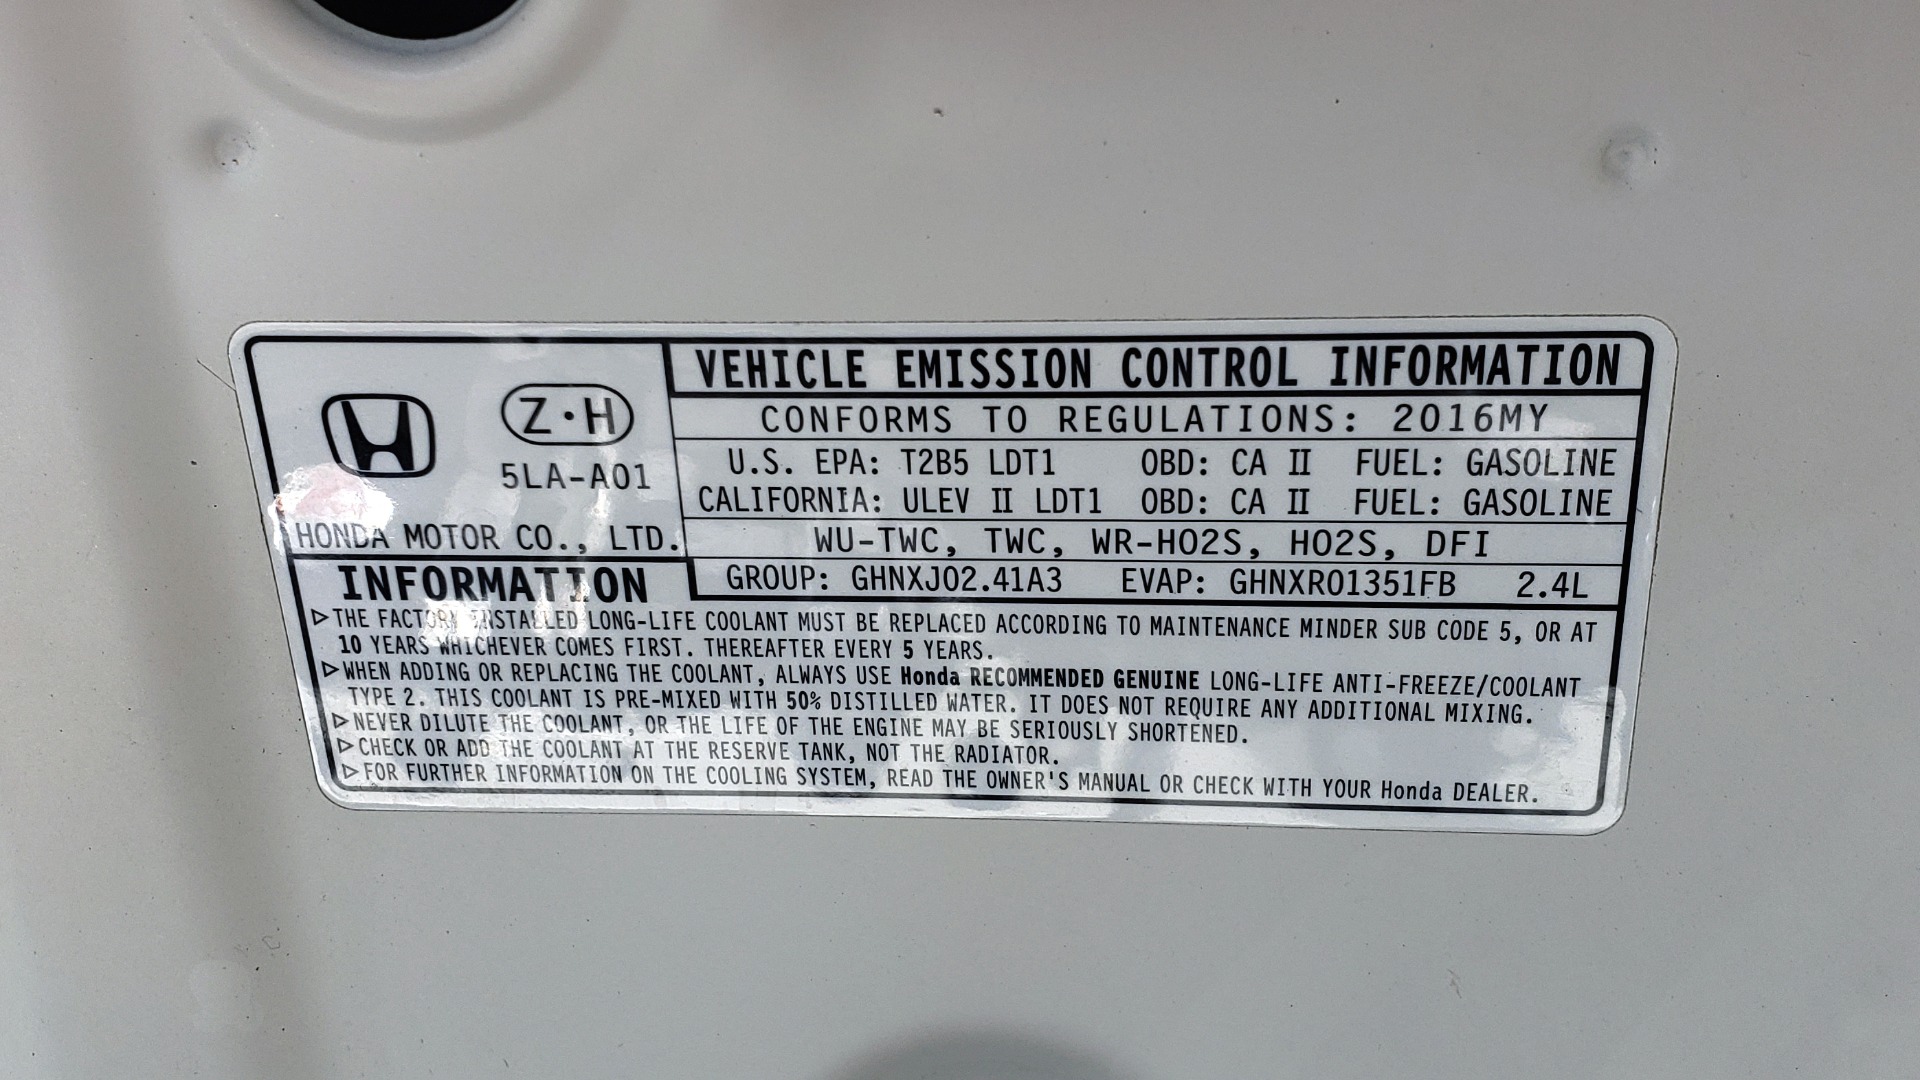 VEHICLE EMISSION CONTROL INFORMATION
Z·H
5LA-A01
HONDA MOTOR CO., LTD.
CONFORMS TO REGULATIONS: 2016MY
U.S. EPA: T2B5 LDT1 OBD: CA II FUEL: GASOLINE
CALIFORNIA: ULEV II LDT1 OBD: CA II FUEL: GASOLINE
WU-TWC, TWC, WR-HO2S, HO2S, DFI
GROUP: GHNXJ02.41A3 EVAP: GHNXR01351FB 2.4L
INFORMATION
▷THE FACTORY INSTALLED LONG-LIFE COOLANT MUST BE REPLACED ACCORDING TO MAINTENANCE MINDER SUB CODE 5, OR AT
10 YEARS WHICHEVER COMES FIRST. THEREAFTER EVERY 5 YEARS.
▷WHEN ADDING OR REPLACING THE COOLANT, ALWAYS USE Honda RECOMMENDED GENUINE LONG-LIFE ANTI-FREEZE/COOLANT
TYPE 2. THIS COOLANT IS PRE-MIXED WITH 50% DISTILLED WATER. IT DOES NOT REQUIRE ANY ADDITIONAL MIXING.
▷NEVER DILUTE THE COOLANT, OR THE LIFE OF THE ENGINE MAY BE SERIOUSLY SHORTENED.
▷CHECK OR ADD THE COOLANT AT THE RESERVE TANK, NOT THE RADIATOR.
▷FOR FURTHER INFORMATION ON THE COOLING SYSTEM, READ THE OWNER'S MANUAL OR CHECK WITH YOUR Honda DEALER.